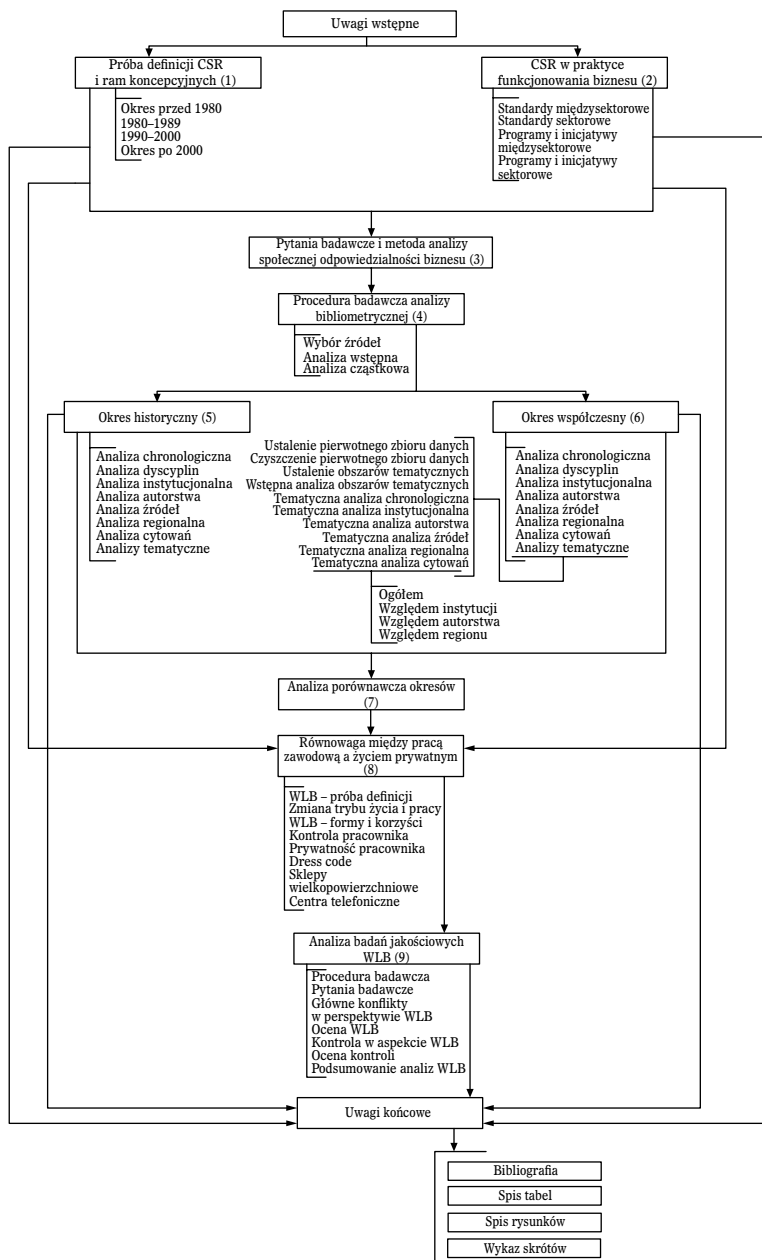 Uwagi wstępne
Próba definicji CSR
i ram koncepcyjnych (1)
Okres przed 1980
1980–1989
1990–2000
Okres po 2000
CSR w praktyce
funkcjonowania biznesu (2)
Standardy międzysektorowe
Standardy sektorowe
Programy i inicjatywy
międzysektorowe
Programy i inicjatywy
sektorowe
Pytania badawcze i metoda analizy
społecznej odpowiedzialności biznesu (3)
Procedura badawcza analizy
bibliometrycznej (4)
Wybór źródeł
Analiza wstępna
Analiza cząstkowa
Okres historyczny (5)
Analiza chronologiczna
Analiza dyscyplin
Analiza instytucjonalna
Analiza autorstwa
Analiza źródeł
Analiza regionalna
Analiza cytowań
Analizy tematyczne
Ustalenie pierwotnego zbioru danych
Czyszczenie pierwotnego zbioru danych
Ustalenie obszarów tematycznych
Wstępna analiza obszarów tematycznych
Tematyczna analiza chronologiczna
Tematyczna analiza instytucjonalna
Tematyczna analiza autorstwa
Tematyczna analiza źródeł
Tematyczna analiza regionalna
Tematyczna analiza cytowań
Ogółem
Względem instytucji
Względem autorstwa
Względem regionu
Okres współczesny (6)
Analiza chronologiczna
Analiza dyscyplin
Analiza instytucjonalna
Analiza autorstwa
Analiza źródeł
Analiza regionalna
Analiza cytowań
Analizy tematyczne
Analiza porównawcza okresów
(7)
Równowaga między pracą
zawodową a życiem prywatnym
(8)
WLB – próba definicji
Zmiana trybu życia i pracy
WLB – formy i korzyści
Kontrola pracownika
Prywatność pracownika
Dress code
Sklepy
wielkopowierzchniowe
Centra telefoniczne
Analiza badań jakościowych
WLB (9)
Procedura badawcza
Pytania badawcze
Główne konflikty
w perspektywie WLB
Ocena WLB
Kontrola w aspekcie WLB
Ocena kontroli
Podsumowanie analiz WLB
Uwagi końcowe
Bibliografia
Spis tabel
Spis rysunków
Wykaz skrótów